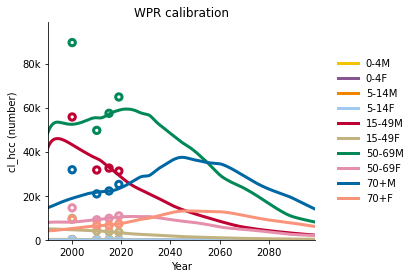 WPR calibration
cl_hcc (number)
80k
60k
40k
20k
0
2000
2020
2040
2060
2080
Year
0-4M
0-4F
5-14M
5-14F
15-49M
15-49F
50-69M
50-69F
70+M
70+F